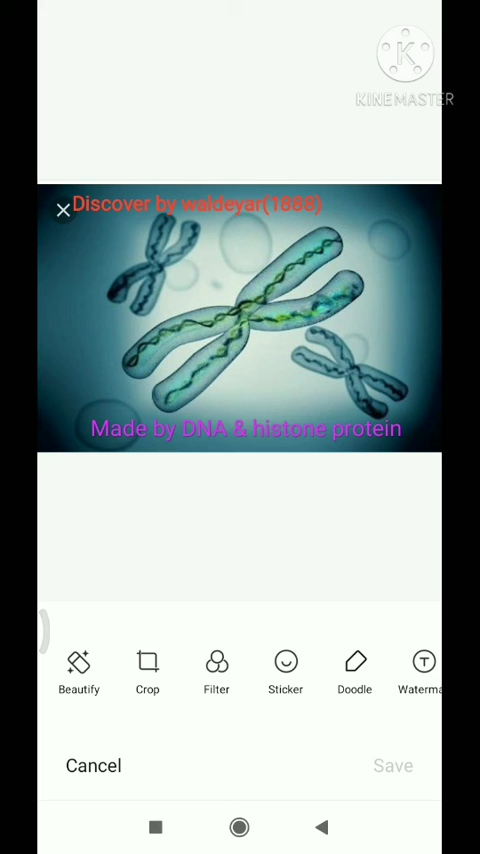 KINEMASTER
Discover by waldeyar(1888)
Made by DNA & histone protein
Beautify Crop Filter Sticker Doodle Waterma
Cancel Save